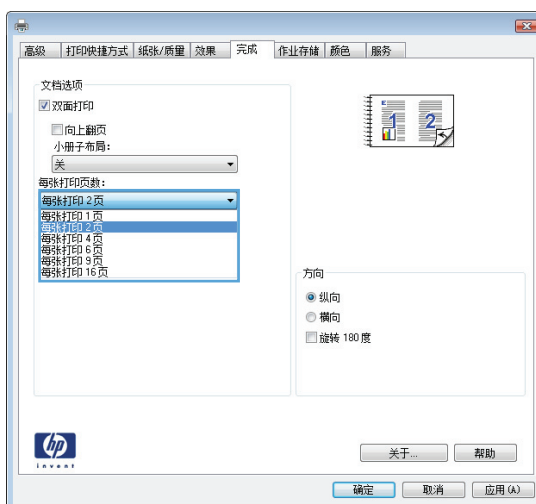 高级 打印快捷方式 纸张/质量 效果 完成 作业存储 颜色 服务
文档选项
双面打印
向上翻页
小册子布局:
关
每张打印页数:
每张打印 2 页
每张打印 1 页
每张打印 2 页
每张打印 4 页
每张打印 6 页
每张打印 9 页
每张打印 16 页
1 2
方向
纵向
横向
旋转 180 度
hp
invent
关于... 帮助
确定 取消 应用 (A)